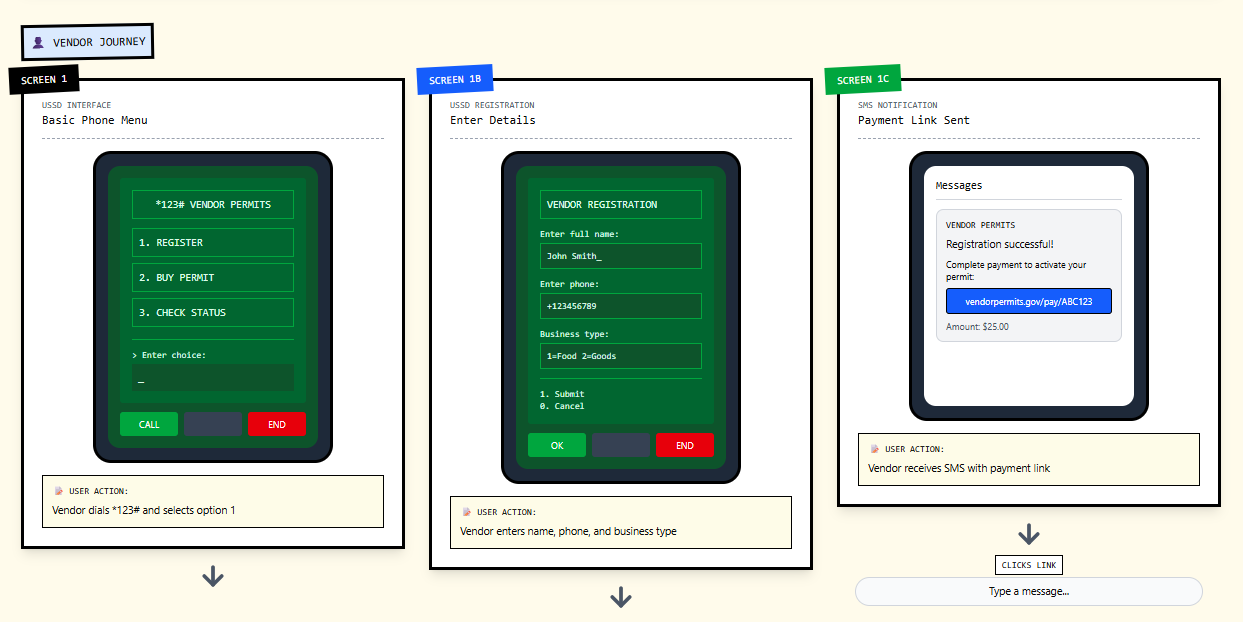 VENDOR JOURNEY
SCREEN 1
USSD INTERFACE
Basic Phone Menu
*123# VENDOR PERMITS
1. REGISTER
2. BUY PERMIT
3. CHECK STATUS
> Enter choice:
_
CALL
END
USER ACTION:
Vendor dials *123# and selects option 1
SCREEN 1B
USSD REGISTRATION
Enter Details
VENDOR REGISTRATION
Enter full name:
John Smith_
Enter phone:
+123456789
Business type:
1=Food 2=Goods
1. Submit
0. Cancel
OK
END
USER ACTION:
Vendor enters name, phone, and business type
SCREEN 1C
SMS NOTIFICATION
Payment Link Sent
Messages
VENDOR PERMITS
Registration successful!
Complete payment to activate your
permit:
vendorpermits.gov/pay/ABC123
Amount: $25.00
USER ACTION:
Vendor receives SMS with payment link
CLICKS LINK
Type a message...